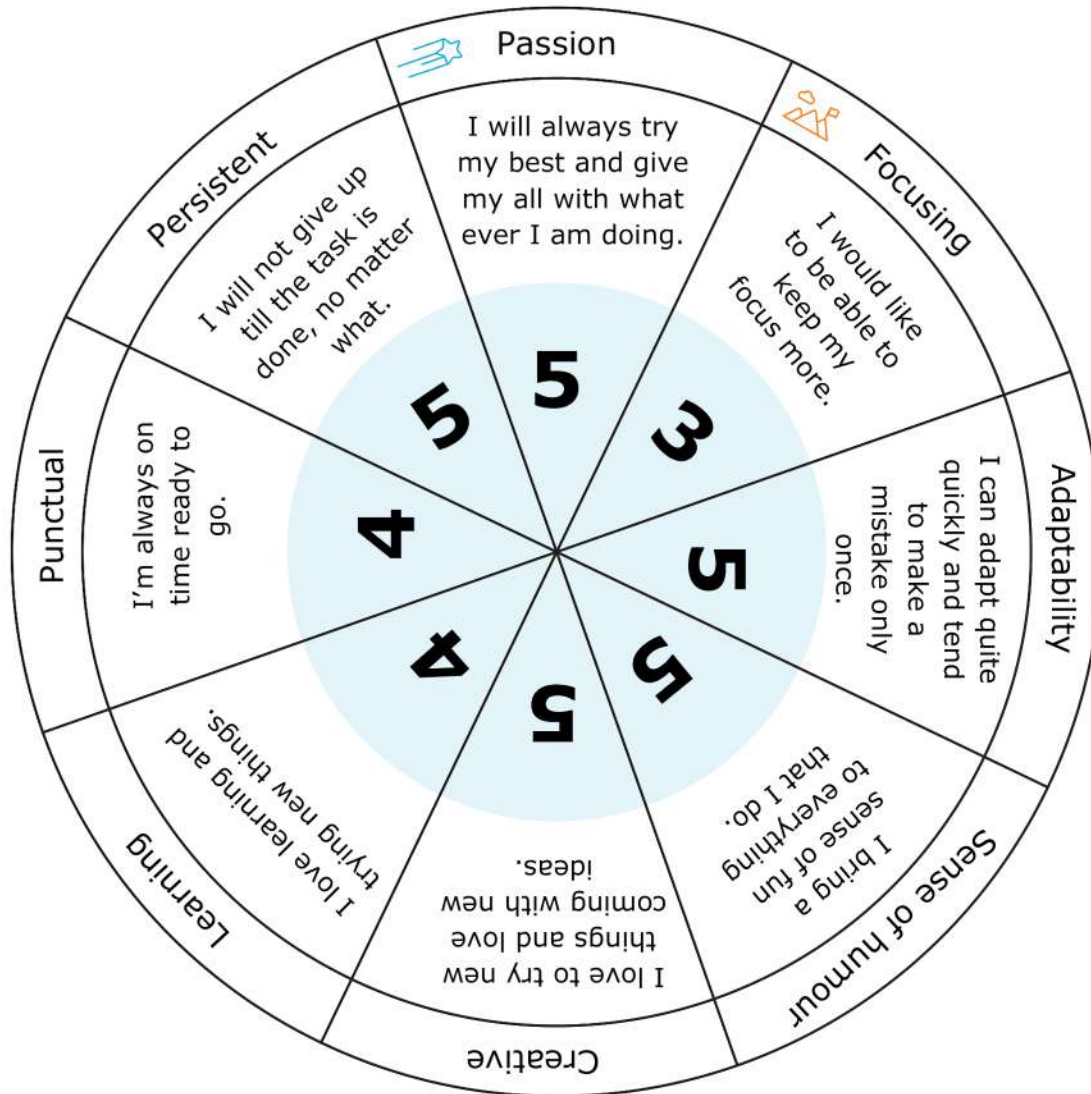 Passion
I will always try
my best and give
my all with what
ever I am doing.
5
Focusing
I would like
to be able to
keep my
focus more.
3
Adaptability
I can adapt quite
quickly and tend
to make a
mistake only
once.
5
Sense of humour
I bring a
sense of fun
to everything
that I do.
5
Creative
I love to try new
things and love
coming with new
ideas.
5
Learning
I love learning and
trying new things.
4
Punctual
I'm always on
time ready to
go.
4
Persistent
I will not give up
till the task is
done, no matter
what.
5